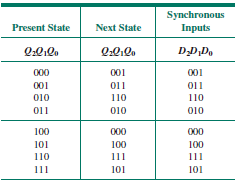 Synchronous
Present State Next State Inputs
Q₂Q₁Q₀ Q₂Q₁Q₀ D₂D₁D₀
000 001 001
001 011 011
010 110 110
011 010 010
100 000 000
101 100 100
110 111 111
111 101 101